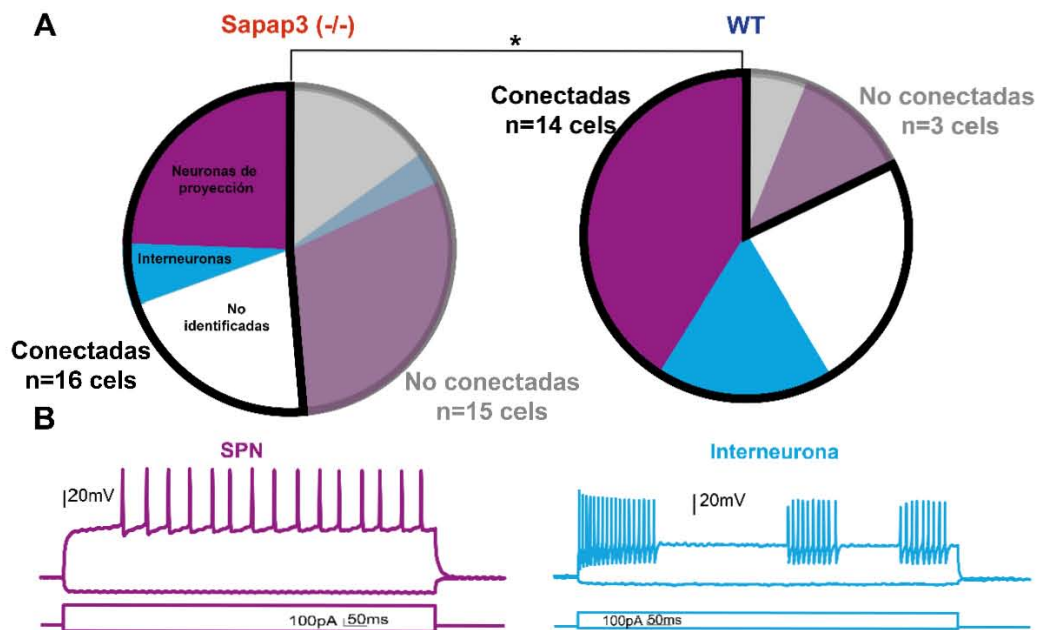 A
Sapap3 (-/-)
*
WT
Conectadas
n=14 cels
No conectadas
n=3 cels
Neuronas de
proyección
Interneuronas
No
identificadas
Conectadas
n=16 cels
No conectadas
n=15 cels
B
SPN
20mV
100pA 50ms
Interneurona
20mV
100pA 50ms